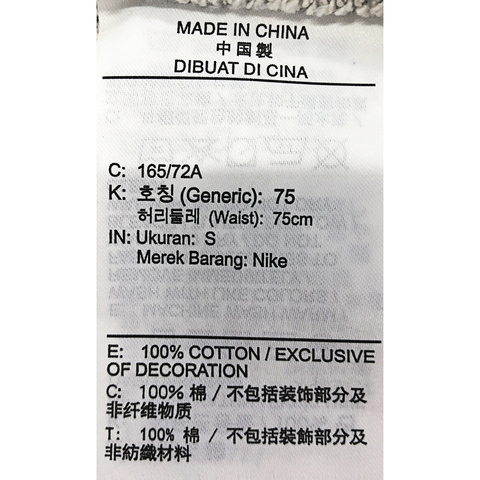 MADE IN CHINA
中国製
DIBUAT DI CINA
C: 165/72A
K: 호칭 (Generic): 75
허리둘레 (Waist): 75cm
IN: Ukuran: S
Merek Barang: Nike
E: 100% COTTON / EXCLUSIVE
OF DECORATION
C: 100% 棉 / 不包括装饰部分及
非纤维物质
T: 100% 棉 / 不包括裝飾部分及
非紡織材料